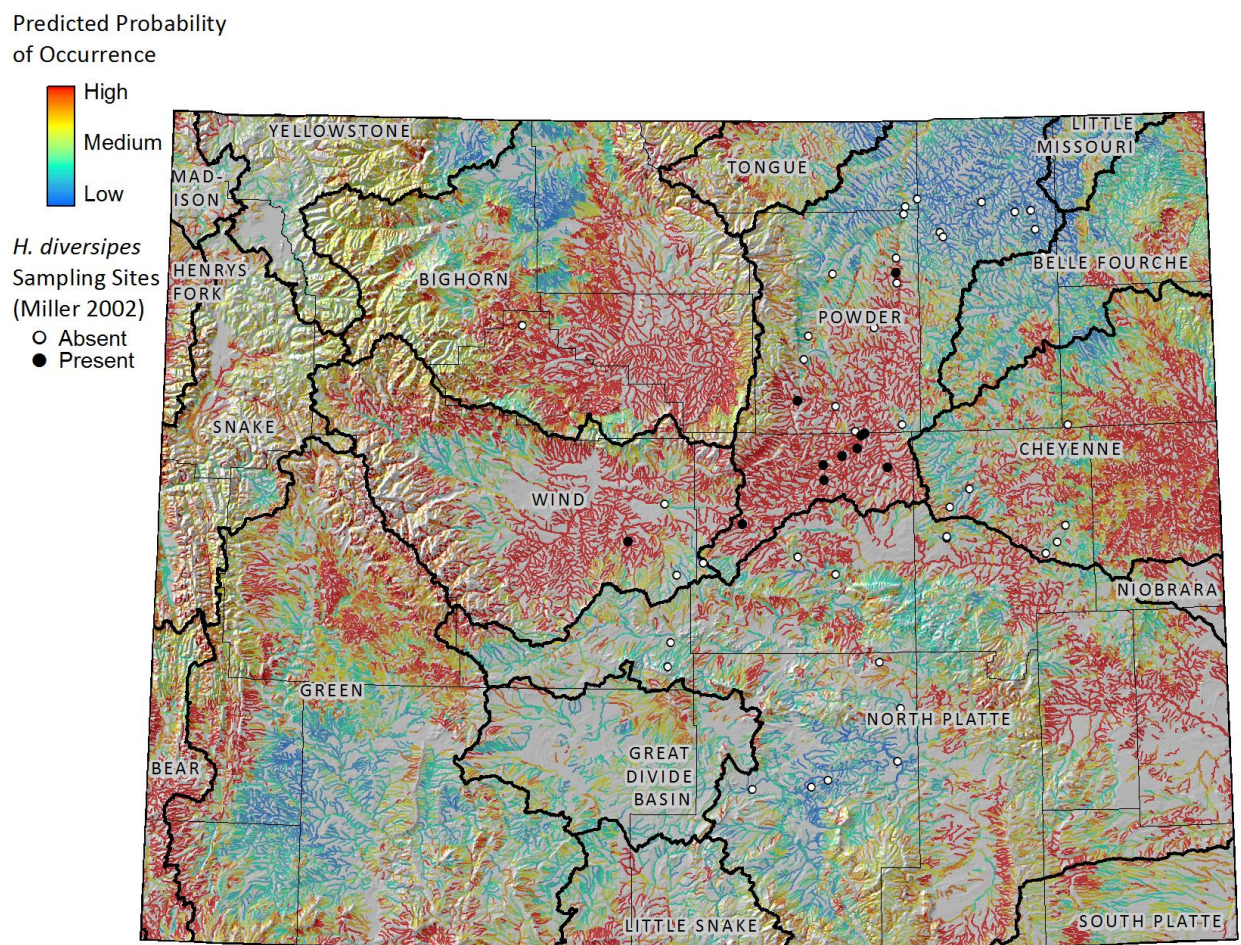 Predicted Probability
of Occurrence
High
Medium
Low
H. diversipes
Sampling Sites
(Miller 2002)
Absent
Present
YELLOWSTONE
LITTLE
MISSOURI
TONGUE
MAD-
ISON
HENRYS
FORK
BIGHORN
BELLE FOURCHE
POWDER
SNAKE
CHEYENNE
WIND
NIOBRARA
GREEN
NORTH PLATTE
GREAT
DIVIDE
BASIN
BEAR
LITTLE SNAKE
SOUTH PLATTE